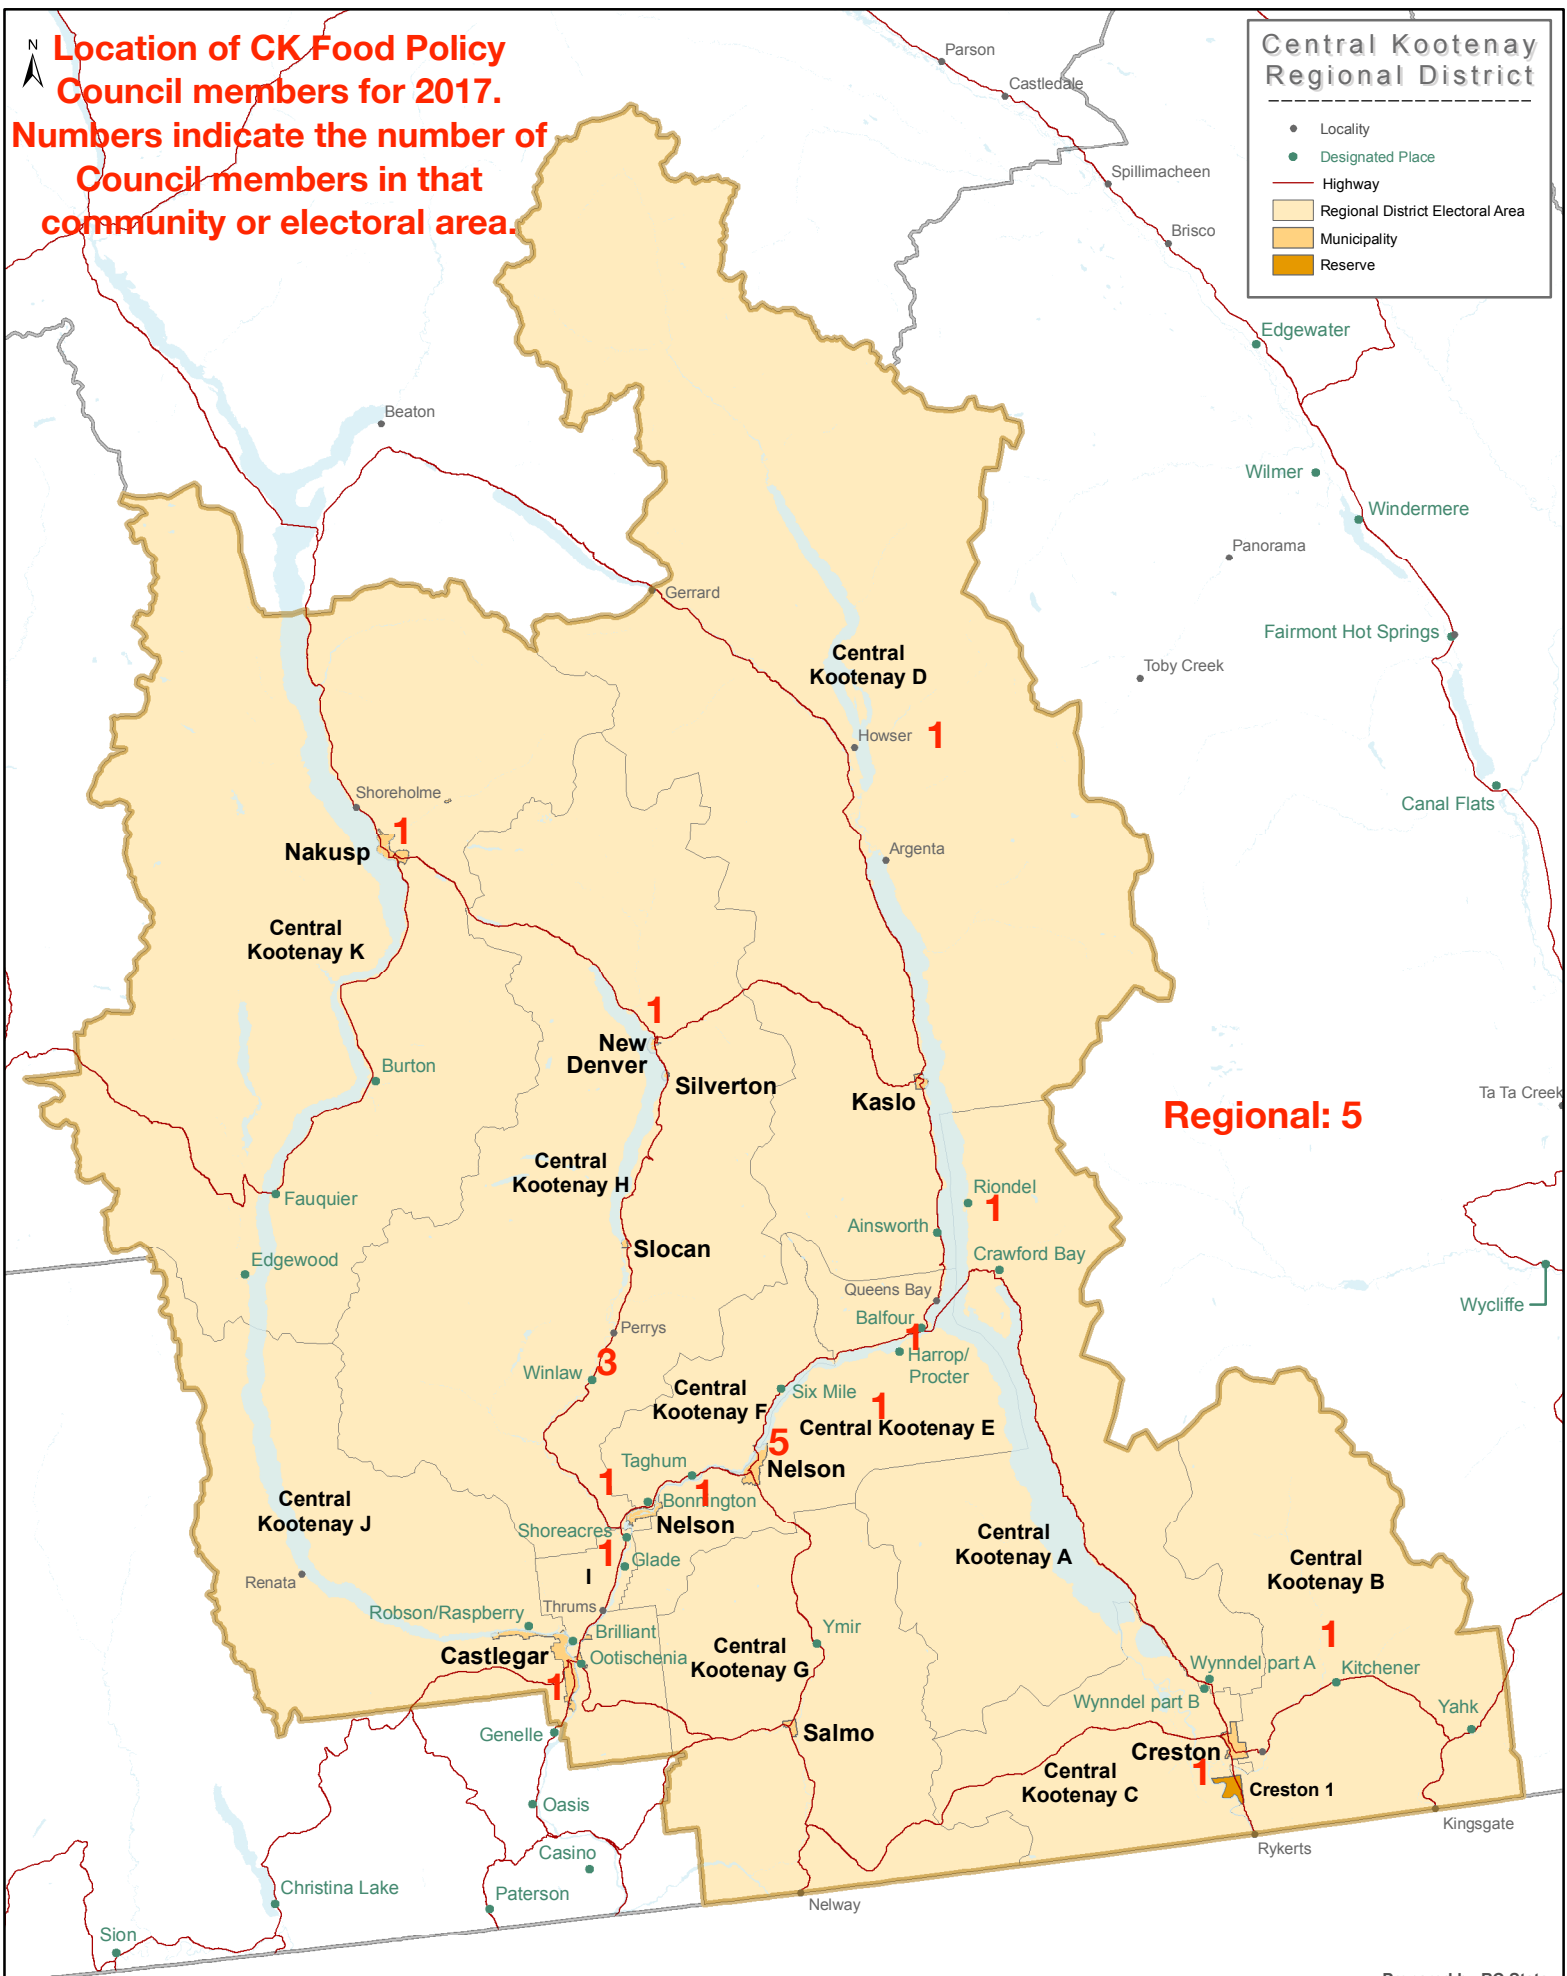 N
Location of CK Food Policy
Council members for 2017.
Numbers indicate the number of
Council members in that
community or electoral area.
Central Kootenay
Regional District
Locality
Designated Place
Highway
Regional District Electoral Area
Municipality
Reserve
Parson
Castledale
Spillimacheen
Brisco
Edgewater
Beaton
Wilmer
Windermere
Panorama
Gerrard
Fairmont Hot Springs
Central
Kootenay D
Toby Creek
Howser
1
Shoreholme
Canal Flats
1
Nakusp
Argenta
Central
Kootenay K
1
New
Denver
Burton
Silverton
Kaslo
Ta Ta Creek
Regional: 5
Central
Kootenay H
Fauquier
Riondel
1
Ainsworth
Slocan
Edgewood
Crawford Bay
Queens Bay
Wycliffe
Balfour
1
Perrys
Harrop/
Procter
Winlaw
3
Central
Kootenay F
Six Mile
1
Central Kootenay E
5
Nelson
Taghum
1
1
Bonnington
Central
Kootenay J
Nelson
Shoreacres
Central
Kootenay A
1
Glade
I
Central
Kootenay B
Renata
Thrums
Robson/Raspberry
Brilliant
Ymir
1
Castlegar
Ootischenia
Central
Kootenay G
Wynndel part A
Kitchener
1
Wynndel part B
Yahk
Genelle
Salmo
Creston
1
Central
Kootenay C
Creston 1
Oasis
Kingsgate
Casino
Rykerts
Christina Lake
Paterson
Nelway
Sion